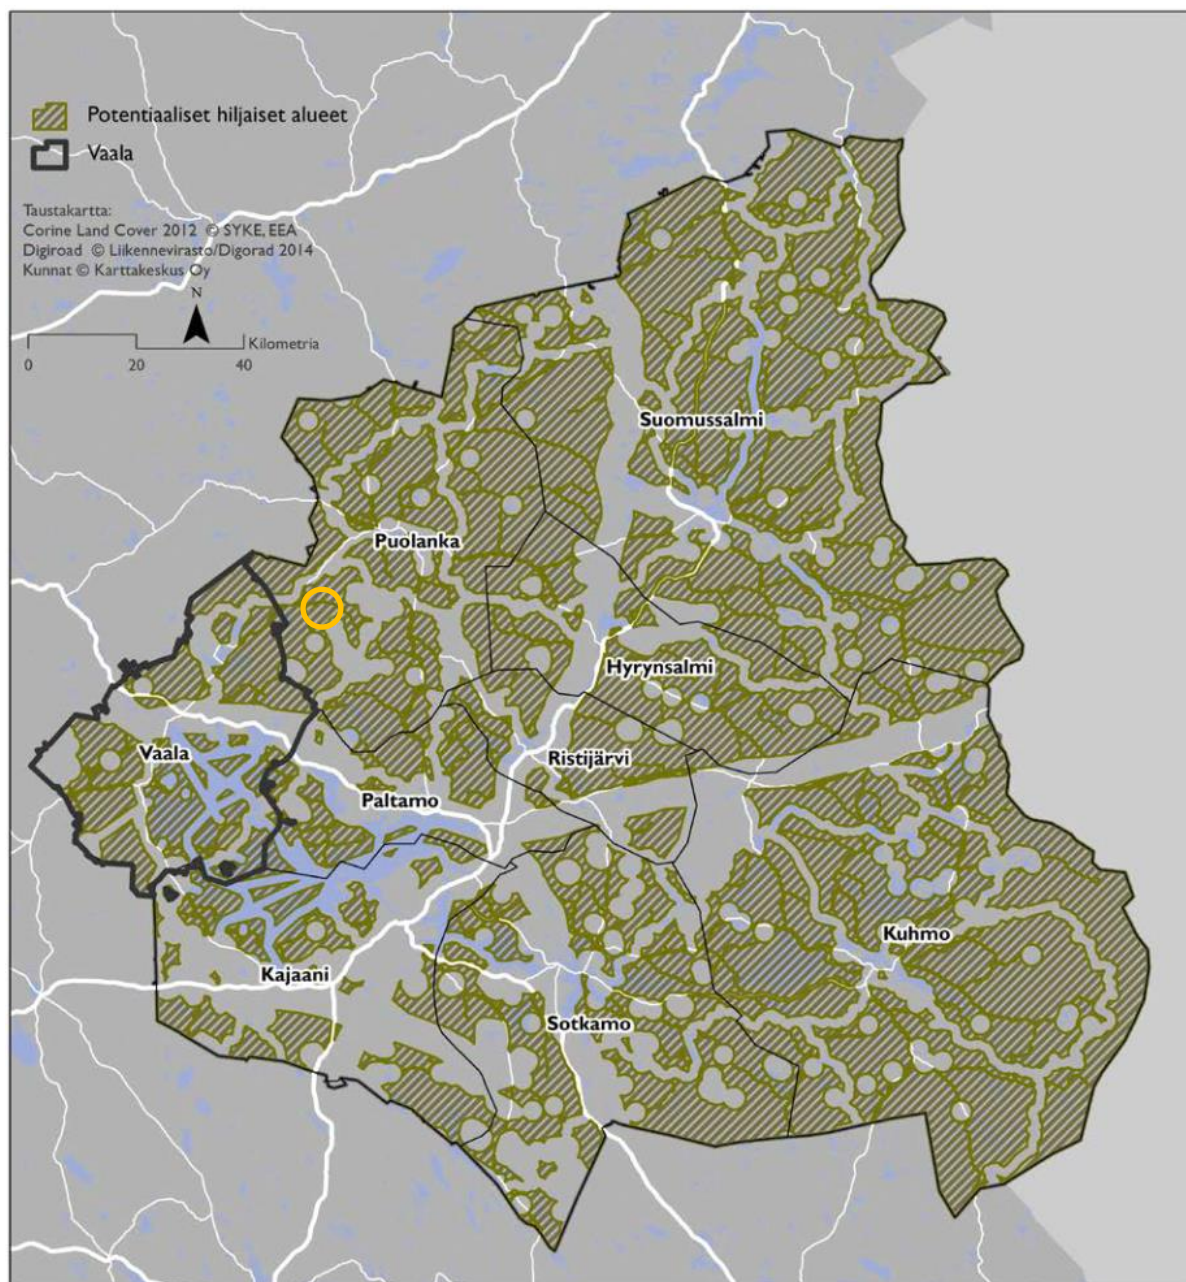 Potentiaaliset hiljaiset alueet
Vaala
Taustakartta:
Corine Land Cover 2012 © SYKE, EEA
Digiroad © Liikennevirasto/Digorad 2014
Kunnat © Karttakeskus Oy
N
Kilometria
0 20 40
Suomussalmi
Puolanka
Hyrynsalmi
Vaala
Ristijärvi
Paltamo
Kuhmo
Kajaani
Sotkamo